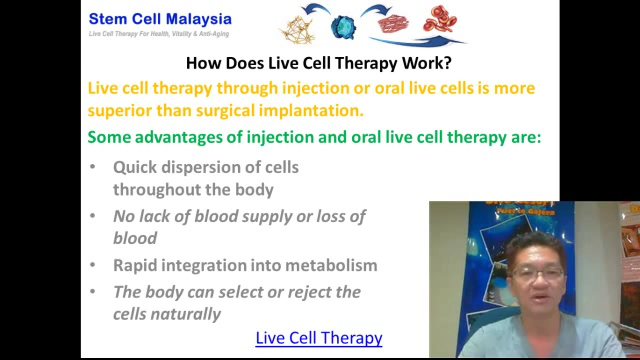 Stem Cell Malaysia
Live Cell Therapy For Health, Vitality & Anti-Aging
How Does Live Cell Therapy Work?
Live cell therapy through injection or oral live cells is more
superior than surgical implantation.
Some advantages of injection and oral live cell therapy are:
• Quick dispersion of cells
throughout the body
• No lack of blood supply or loss of
blood
• Rapid integration into metabolism
• The body can select or reject the
cells naturally
Live Cell Therapy